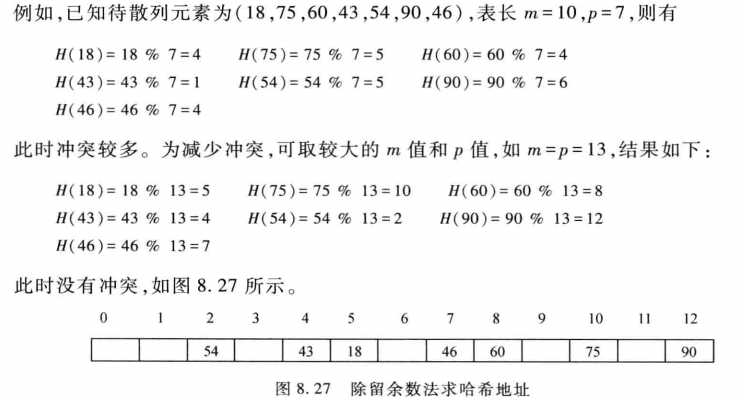 例如,已知待散列元素为(18,75,60,43,54,90,46),表长 m=10,p=7,则有
H(18)=18 % 7=4 H(75)=75 % 7=5 H(60)=60 % 7=4
H(43)=43 % 7=1 H(54)=54 % 7=5 H(90)=90 % 7=6
H(46)=46 % 7=4
此时冲突较多。为减少冲突,可取较大的 m 值和 p 值,如 m=p=13,结果如下:
H(18)=18 % 13=5 H(75)=75 % 13=10 H(60)=60 % 13=8
H(43)=43 % 13=4 H(54)=54 % 13=2 H(90)=90 % 13=12
H(46)=46 % 13=7
此时没有冲突,如图 8.27 所示。
0 1 2 3 4 5 6 7 8 9 10 11 12
54 43 18 46 60 75 90
图 8.27 除留余数法求哈希地址